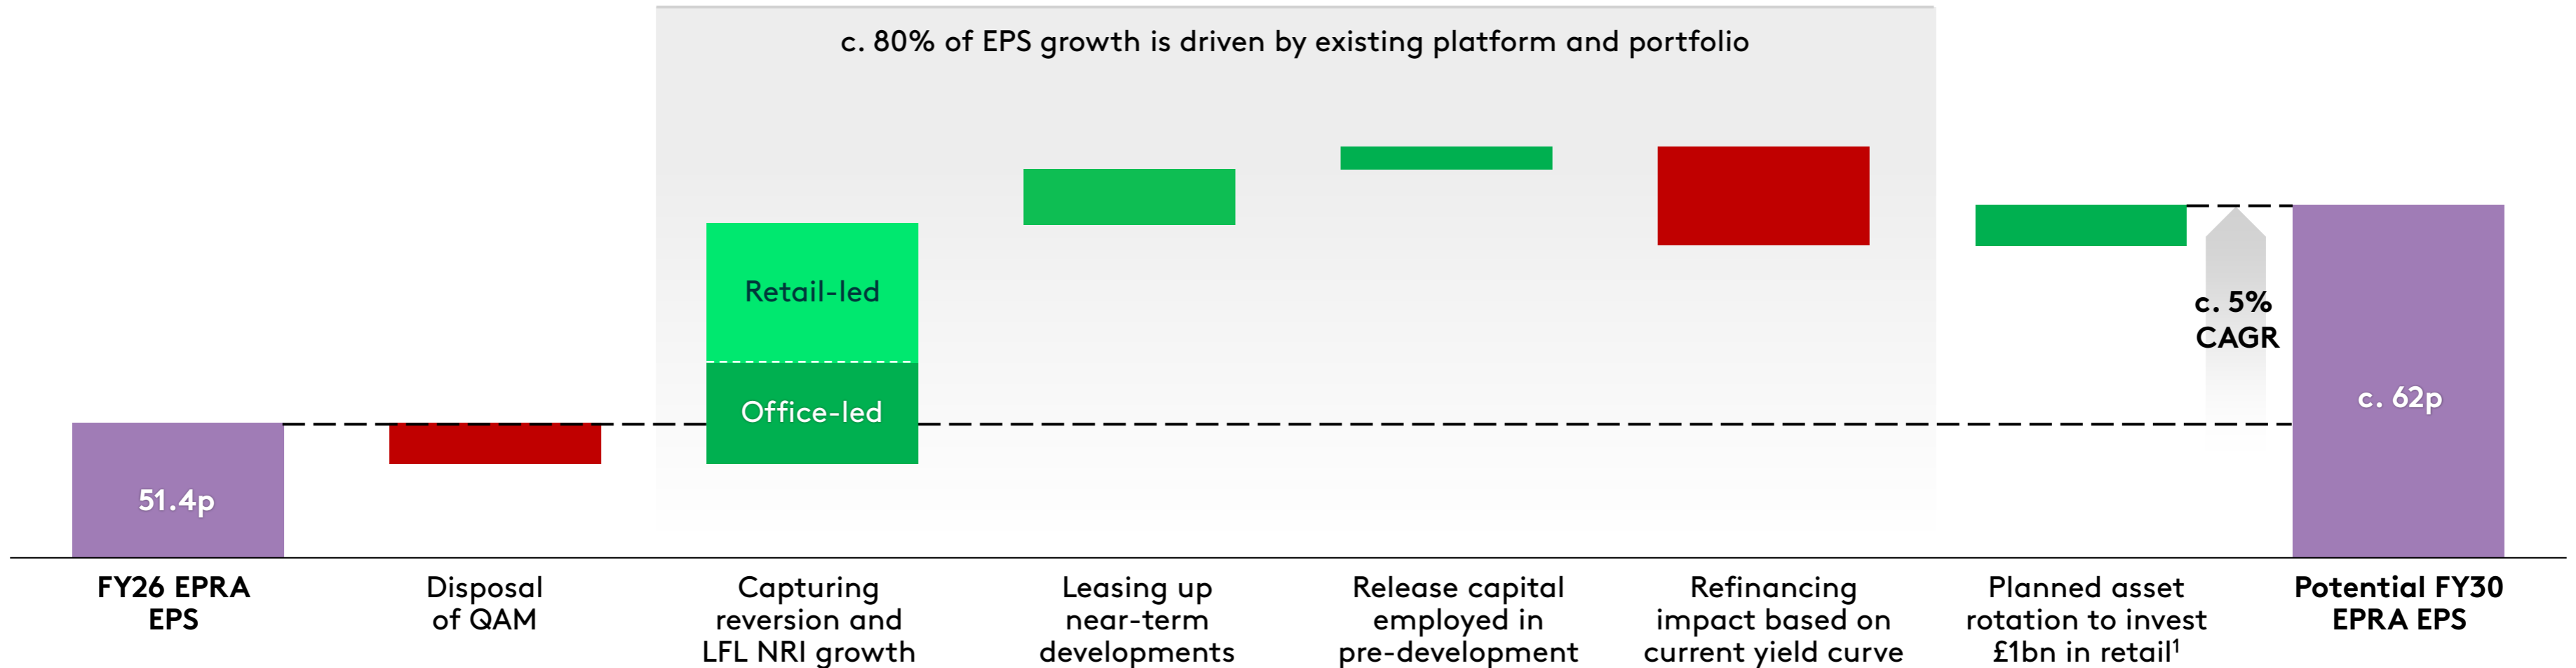 c. 80% of EPS growth is driven by existing platform and portfolio
Retail-led
Office-led
51.4p
c. 5%
CAGR
c. 62p
FY26 EPRA
EPS
Disposal
of QAM
Capturing
reversion and
LFL NRI growth
Leasing up
near-term
developments
Release capital
employed in
pre-development
Refinancing
impact based on
current yield curve
Planned asset
rotation to invest
£1bn in retail¹
Potential FY30
EPRA EPS